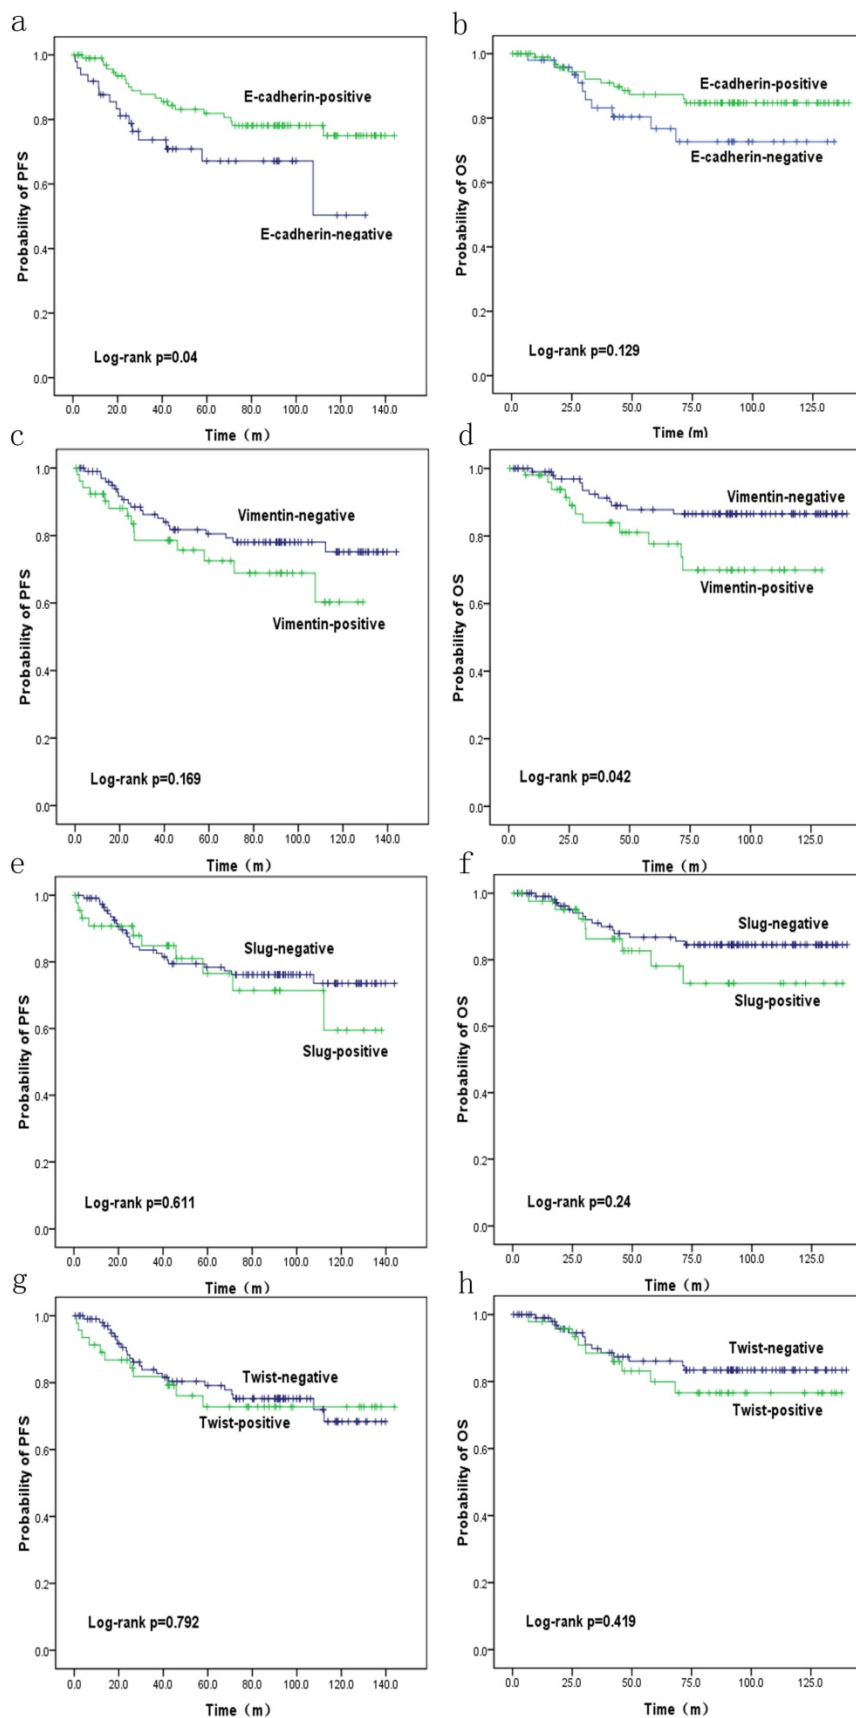 a
Probability of PFS
1.0
0.8
0.6
0.4
0.2
0.0
E-cadherin-positive
E-cadherin-negative
Log-rank p=0.04
0.0 20.0 40.0 60.0 80.0 100.0 120.0 140.0
Time (m)
b
Probability of OS
1.0
0.8
0.6
0.4
0.2
0.0
E-cadherin-positive
E-cadherin-negative
Log-rank p=0.129
0.0 25.0 50.0 75.0 100.0 125.0
Time (m)
c
Probability of PFS
1.0
0.8
0.6
0.4
0.2
0.0
Vimentin-negative
Vimentin-positive
Log-rank p=0.169
0.0 20.0 40.0 60.0 80.0 100.0 120.0 140.0
Time (m)
d
Probability of OS
1.0
0.8
0.6
0.4
0.2
0.0
Vimentin-negative
Vimentin-positive
Log-rank p=0.042
0.0 25.0 50.0 75.0 100.0 125.0
Time (m)
e
Probability of PFS
1.0
0.8
0.6
0.4
0.2
0.0
Slug-negative
Slug-positive
Log-rank p=0.611
0.0 20.0 40.0 60.0 80.0 100.0 120.0 140.0
Time (m)
f
Probability of OS
1.0
0.8
0.6
0.4
0.2
0.0
Slug-negative
Slug-positive
Log-rank p=0.24
0.0 25.0 50.0 75.0 100.0 125.0
Time (m)
g
Probability of PFS
1.0
0.8
0.6
0.4
0.2
0.0
Twist-negative
Twist-positive
Log-rank p=0.792
0.0 20.0 40.0 60.0 80.0 100.0 120.0 140.0
Time (m)
h
Probability of OS
1.0
0.8
0.6
0.4
0.2
0.0
Twist-negative
Twist-positive
Log-rank p=0.419
0.0 25.0 50.0 75.0 100.0 125.0
Time (m)